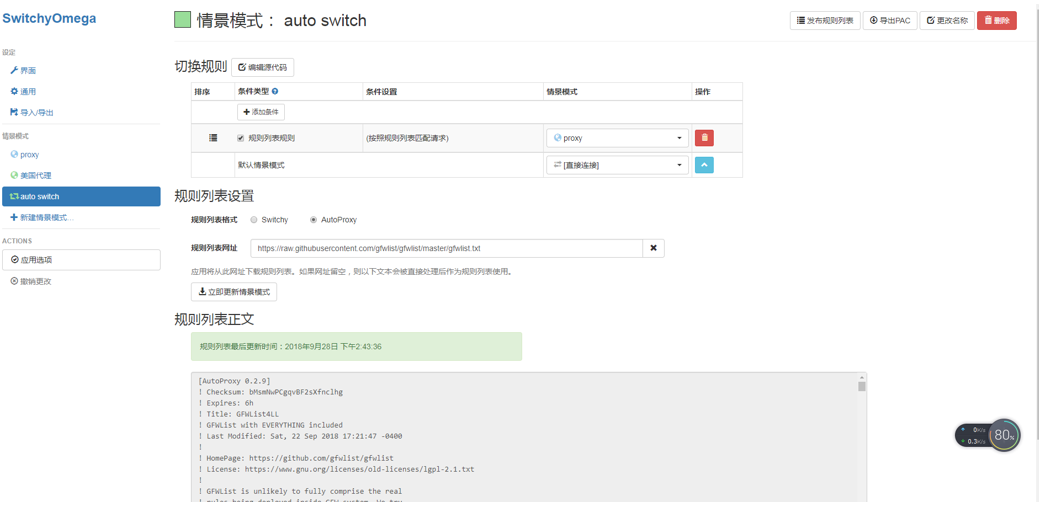 SwitchyOmega
设定
界面
通用
导入/导出
情景模式
proxy
美国代理
auto switch
新建情景模式...
ACTIONS
应用选项
撤销更改
情景模式： auto switch
发布规则列表 导出PAC 更改名称 删除
切换规则 编辑源代码
排序 条件类型 条件设置 情景模式 操作
添加条件
规则列表规则 (按照规则列表匹配请求) proxy
默认情景模式 [直接连接]
规则列表设置
规则列表格式 Switchy AutoProxy
规则列表网址 https://raw.githubusercontent.com/gfwlist/gfwlist/master/gfwlist.txt
应用将从此网址下载规则列表。如果网址留空，则以下文本会被直接处理后作为规则列表使用。
立即更新情景模式
规则列表正文
规则列表最后更新时间：2018年9月28日 下午2:43:36
[AutoProxy 0.2.9]
! Checksum: bMsmNwPCgqvBF2sXfnclhg
! Expires: 6h
! Title: GFWList4LL
! GFWList with EVERYTHING included
! Last Modified: Sat, 22 Sep 2018 17:21:47 -0400
!
! HomePage: https://github.com/gfwlist/gfwlist
! License: https://www.gnu.org/licenses/old-licenses/lgpl-2.1.txt
!
! GFWList is unlikely to fully comprise the real
! rules being deployed inside GFW system. We try
0K/s
0.3K/s
80%